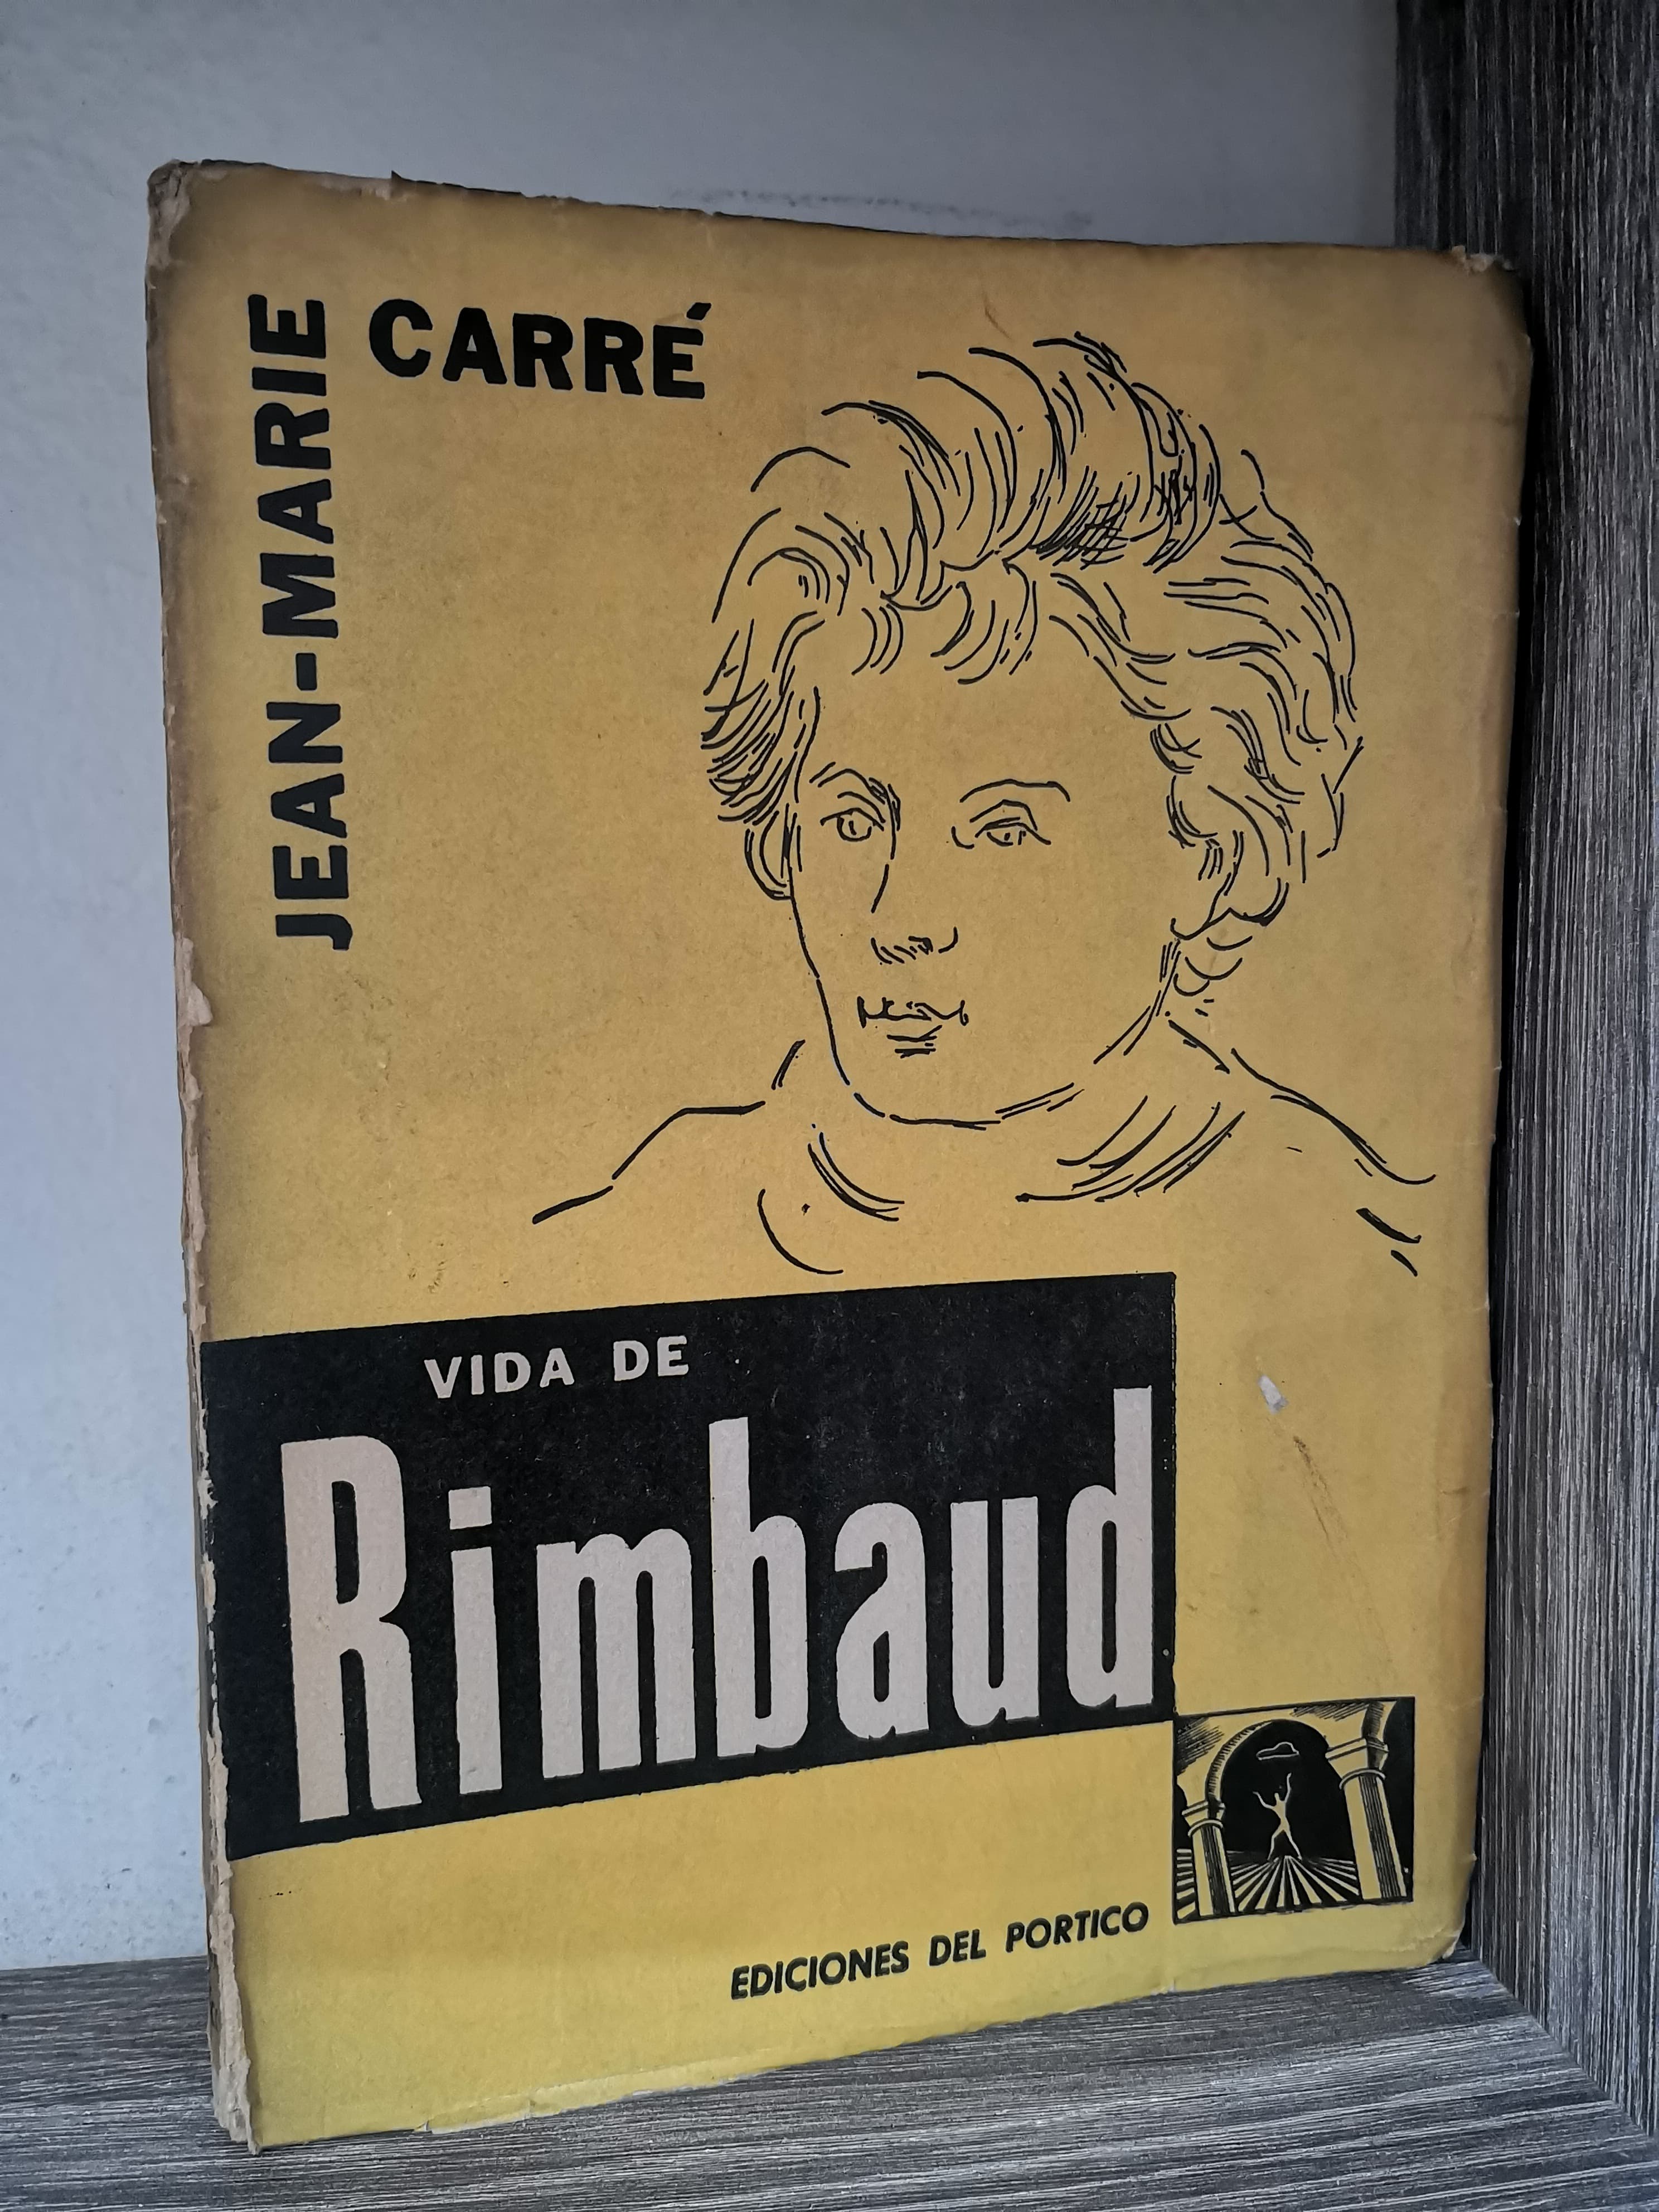 JEAN-MARIE
CARRÉ
VIDA DE
Rimbaud
EDICIONES DEL PORTICO